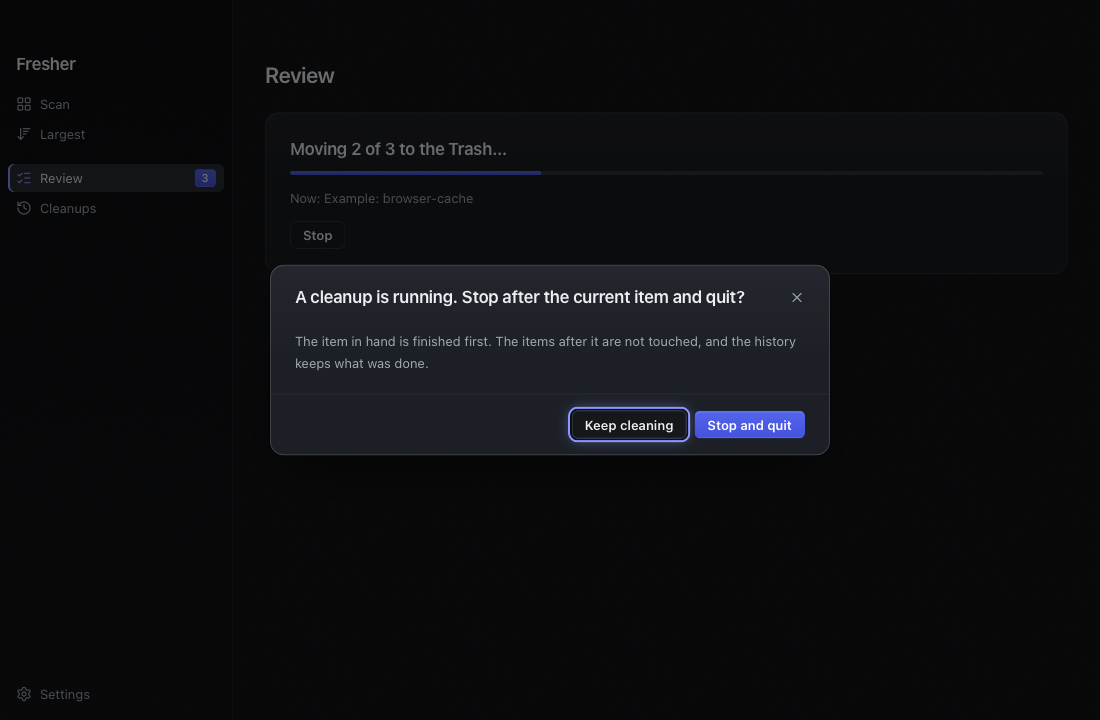 Fresher
Scan
Largest
Review
3
Cleanups
Settings
Review
Moving 2 of 3 to the Trash…
Now: Example: browser-cache
Stop
A cleanup is running. Stop after the current item and quit?
The item in hand is finished first. The items after it are not touched, and the history
keeps what was done.
Keep cleaning
Stop and quit